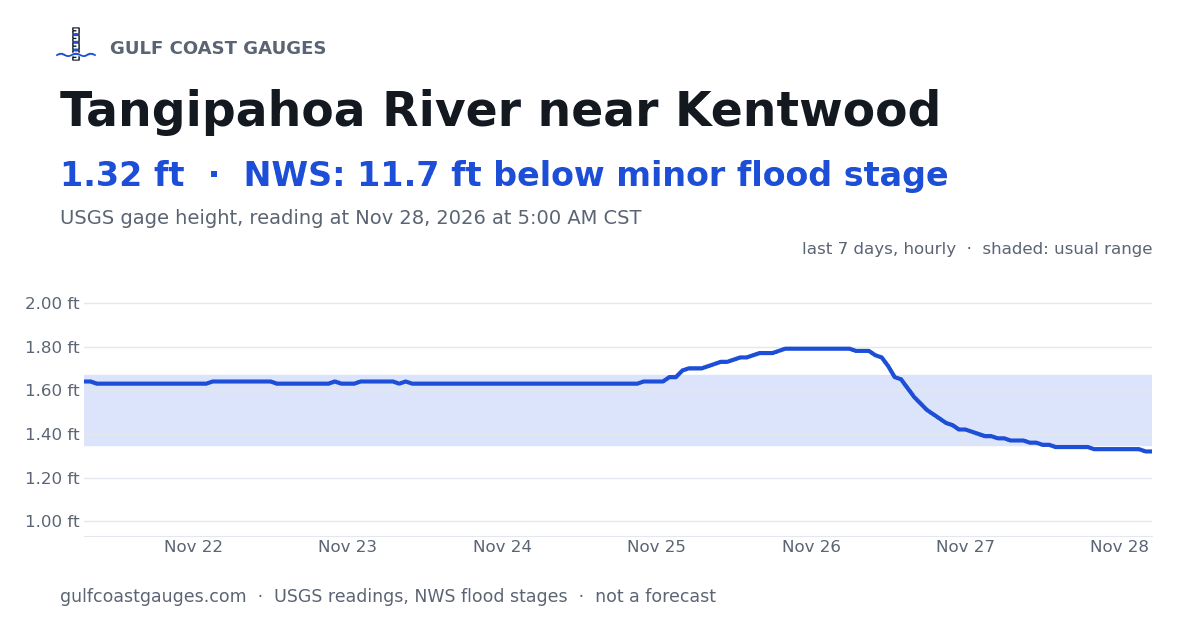 GULF COAST GAUGES
Tangipahoa River near Kentwood
1.32 ft · NWS: 11.7 ft below minor flood stage
USGS gage height, reading at Nov 28, 2026 at 5:00 AM CST
last 7 days, hourly · shaded: usual range
2.00 ft
1.80 ft
1.60 ft
1.40 ft
1.20 ft
1.00 ft
Nov 22 Nov 23 Nov 24 Nov 25 Nov 26 Nov 27 Nov 28
gulfcoastgauges.com · USGS readings, NWS flood stages · not a forecast